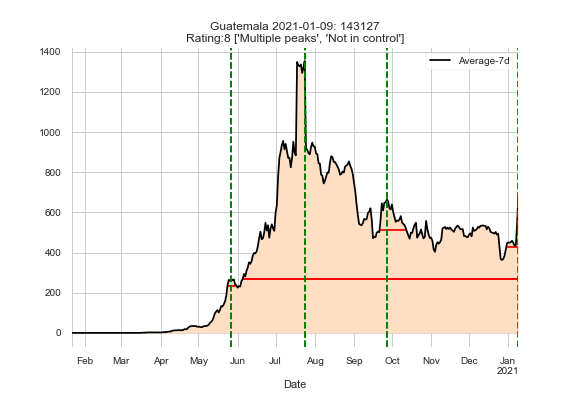 Guatemala 2021-01-09: 143127
Rating:8 ['Multiple peaks', 'Not in control']
Average-7d
1400
1200
1000
800
600
400
200
0
Feb Mar Apr May Jun Jul Aug Sep Oct Nov Dec Jan
2021
Date